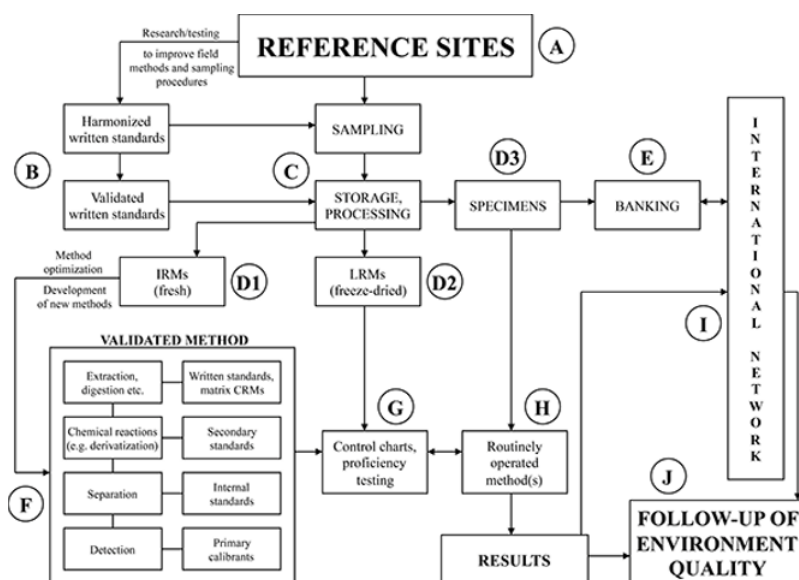 Research/testing
to improve field
methods and sampling
procedures
REFERENCE SITES
A
Harmonized
written standards
SAMPLING
B
C
D3
E
Validated
written standards
STORAGE,
PROCESSING
SPECIMENS
BANKING
INTERNATIONAL NETWORK
Method
optimization
Development
of new methods
IRMs
(fresh)
D1
LRMs
(freeze-dried)
D2
I
VALIDATED METHOD
Extraction,
digestion etc.
Written standards,
matrix CRMs
Chemical reactions
(e.g. derivatization)
Secondary
standards
Separation
Internal
standards
Detection
Primary
calibrants
F
G
H
Control charts,
proficiency
testing
Routinely
operated
method(s)
J
RESULTS
FOLLOW-UP OF
ENVIRONMENT
QUALITY